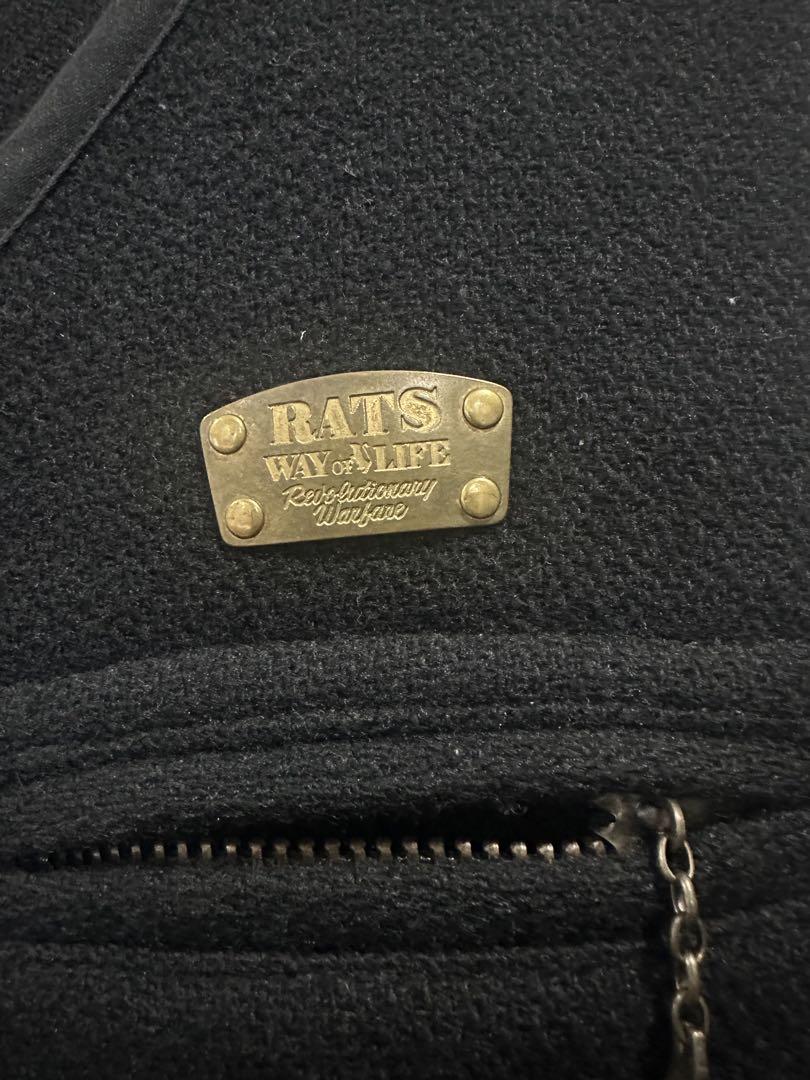 RATS
WAY OF LIFE
Revolutionary
Warfare